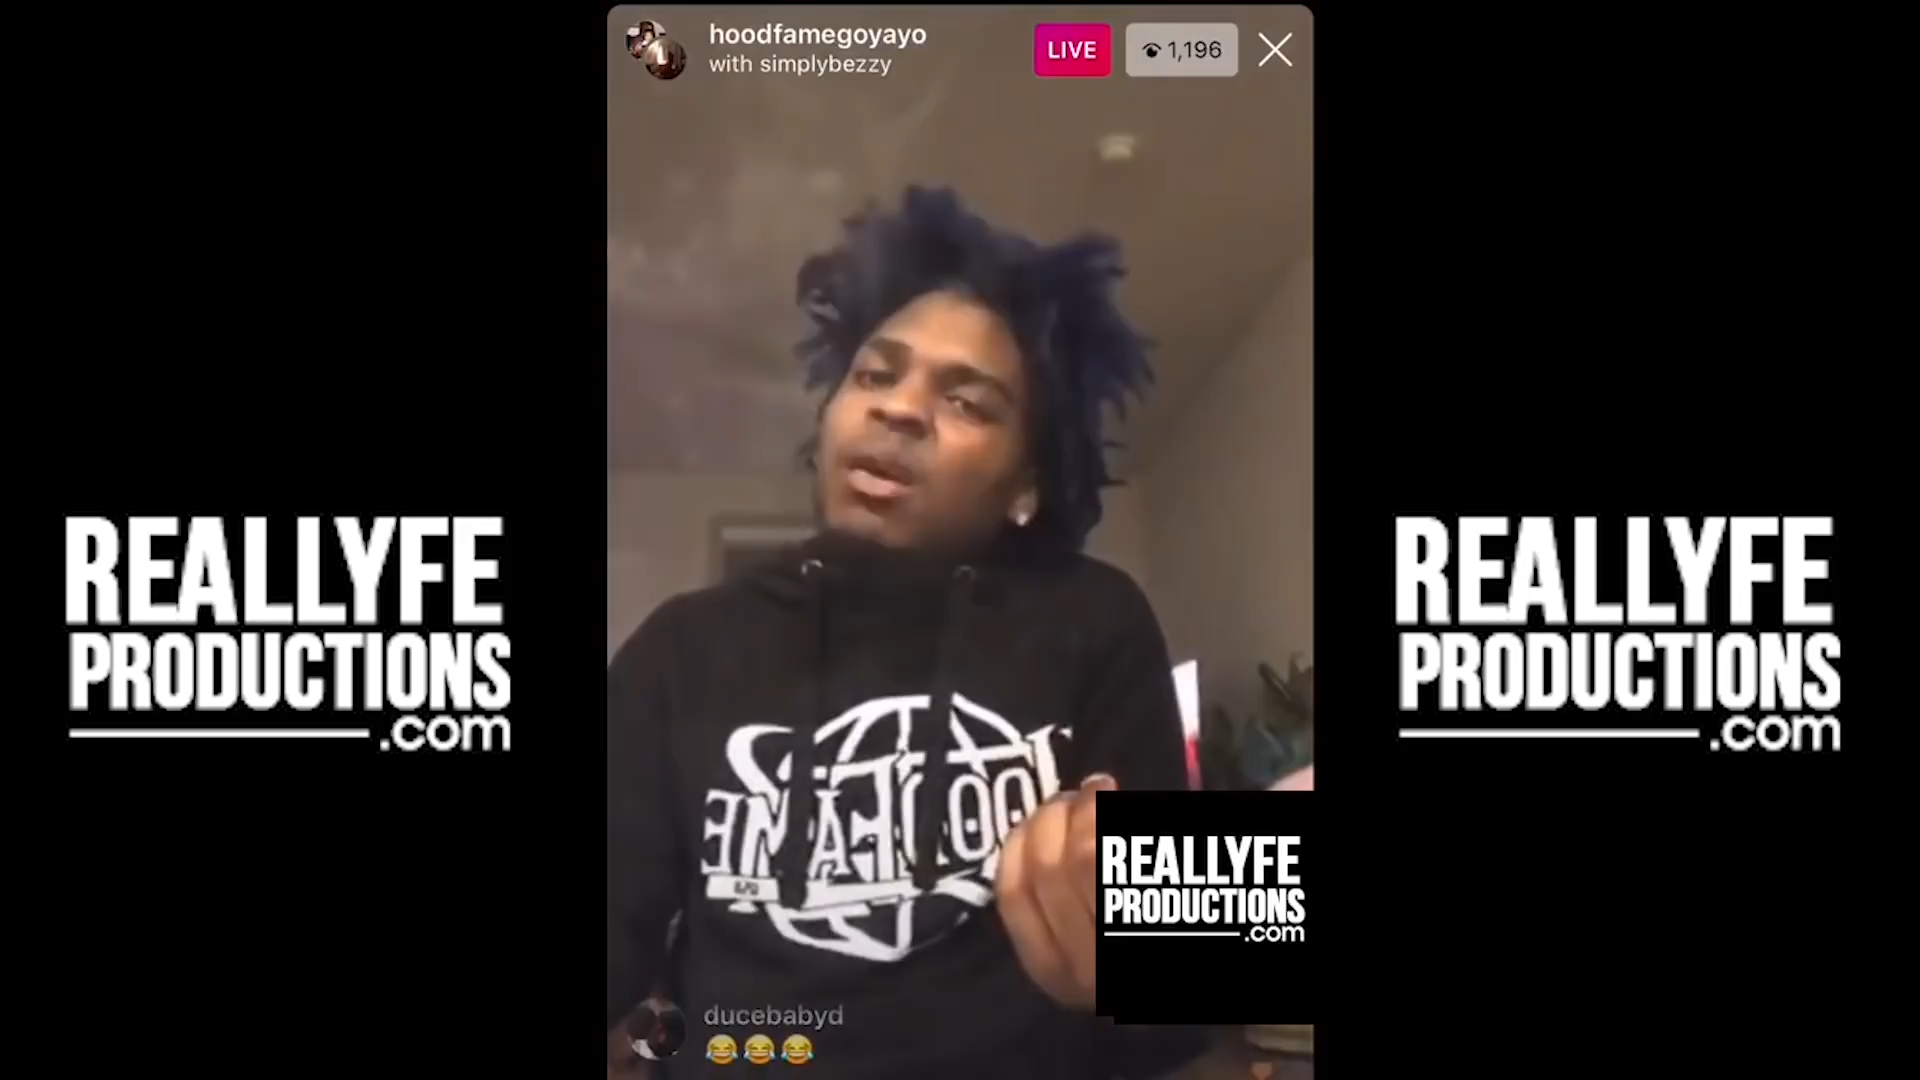 hoodfamegoyayo
with simplybezzy
LIVE
1,196
REALLYFE
PRODUCTIONS
.com
REALLYFE
PRODUCTIONS
.com
REALLYFE
PRODUCTIONS
.com
ducebabyd
😂😂😂